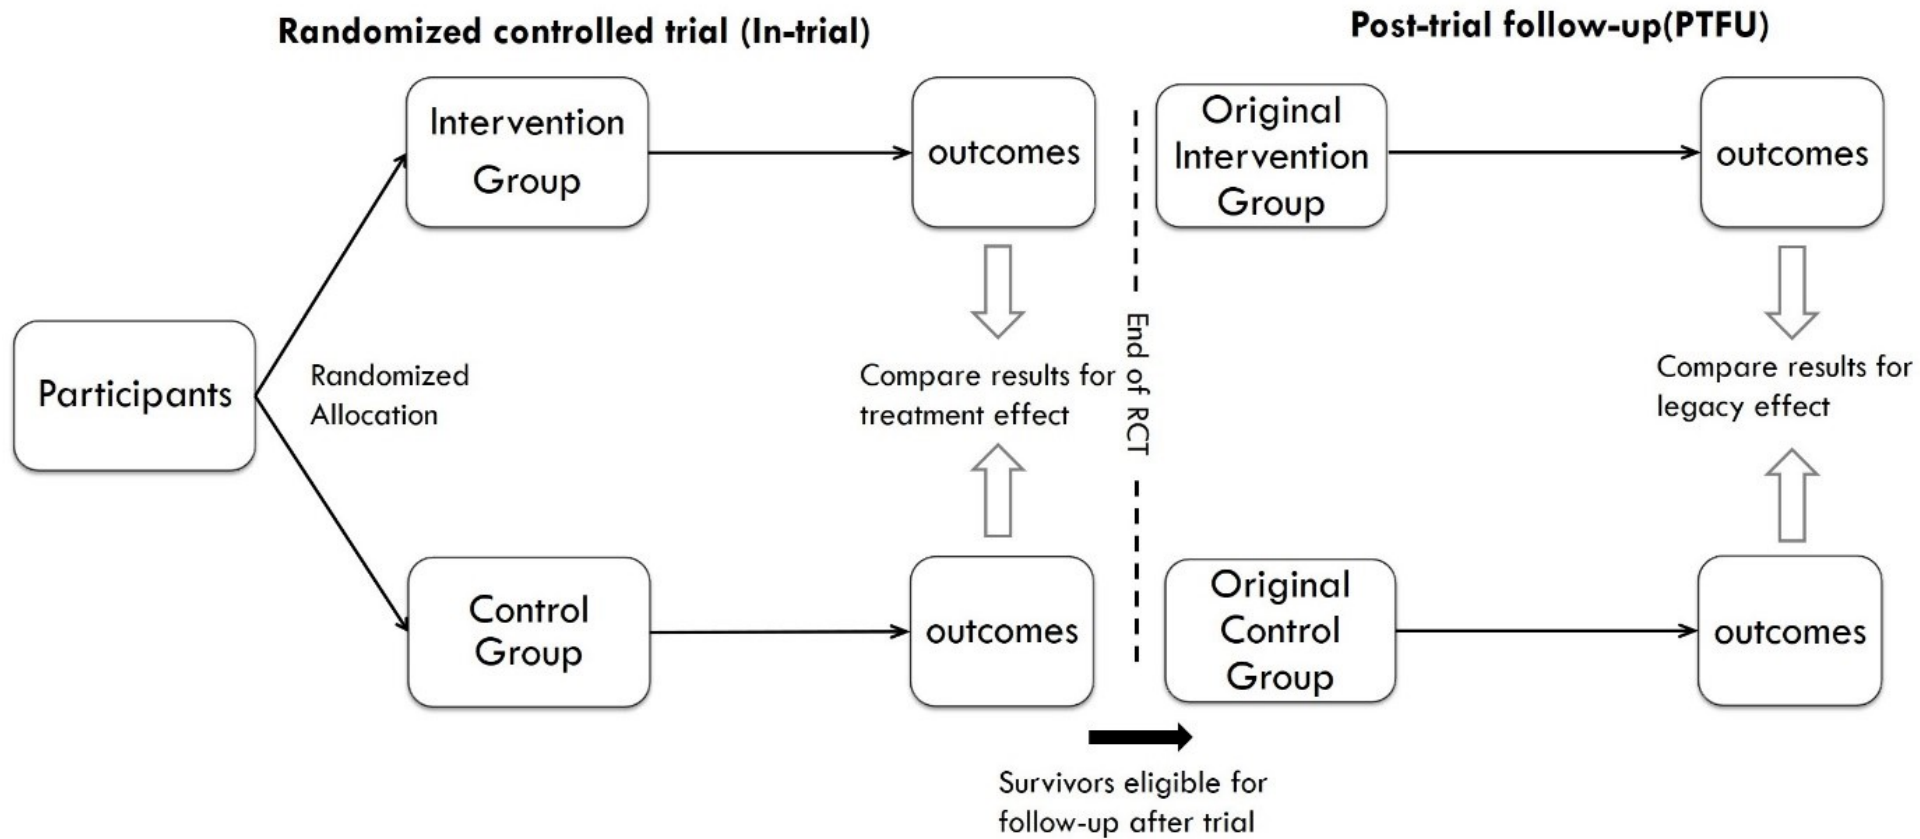 Randomized controlled trial (In-trial)
Post-trial follow-up(PTFU)
Intervention
Group
outcomes
Original
Intervention
Group
outcomes
Participants
Randomized
Allocation
Compare results for
treatment effect
End of RCT
Compare results for
legacy effect
Control
Group
outcomes
Original
Control
Group
outcomes
Survivors eligible for
follow-up after trial